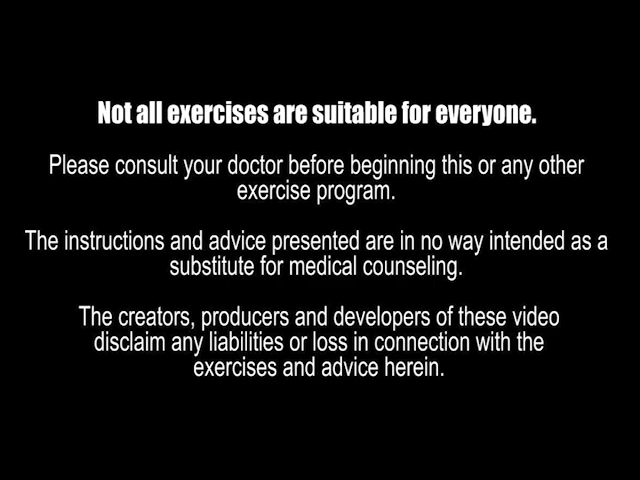 Not all exercises are suitable for everyone.
Please consult your doctor before beginning this or any other
exercise program.
The instructions and advice presented are in no way intended as a
substitute for medical counseling.
The creators, producers and developers of these video
disclaim any liabilities or loss in connection with the
exercises and advice herein.